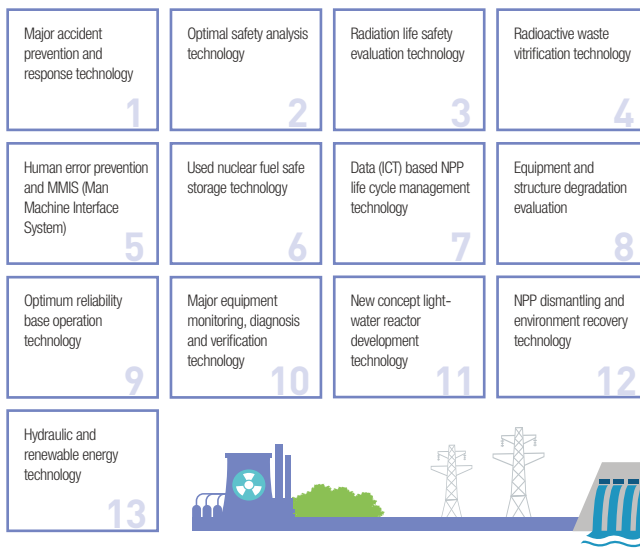 Major accident
prevention and
response technology
1
Optimal safety analysis
technology
2
Radiation life safety
evaluation technology
3
Radioactive waste
vitrification technology
4
Human error prevention
and MMIS (Man
Machine Interface
System)
5
Used nuclear fuel safe
storage technology
6
Data (ICT) based NPP
life cycle management
technology
7
Equipment and
structure degradation
evaluation
8
Optimum reliability
base operation
technology
9
Major equipment
monitoring, diagnosis
and verification
technology
10
New concept light-
water reactor
development
technology
11
NPP dismantling and
environment recovery
technology
12
Hydraulic and
renewable energy
technology
13